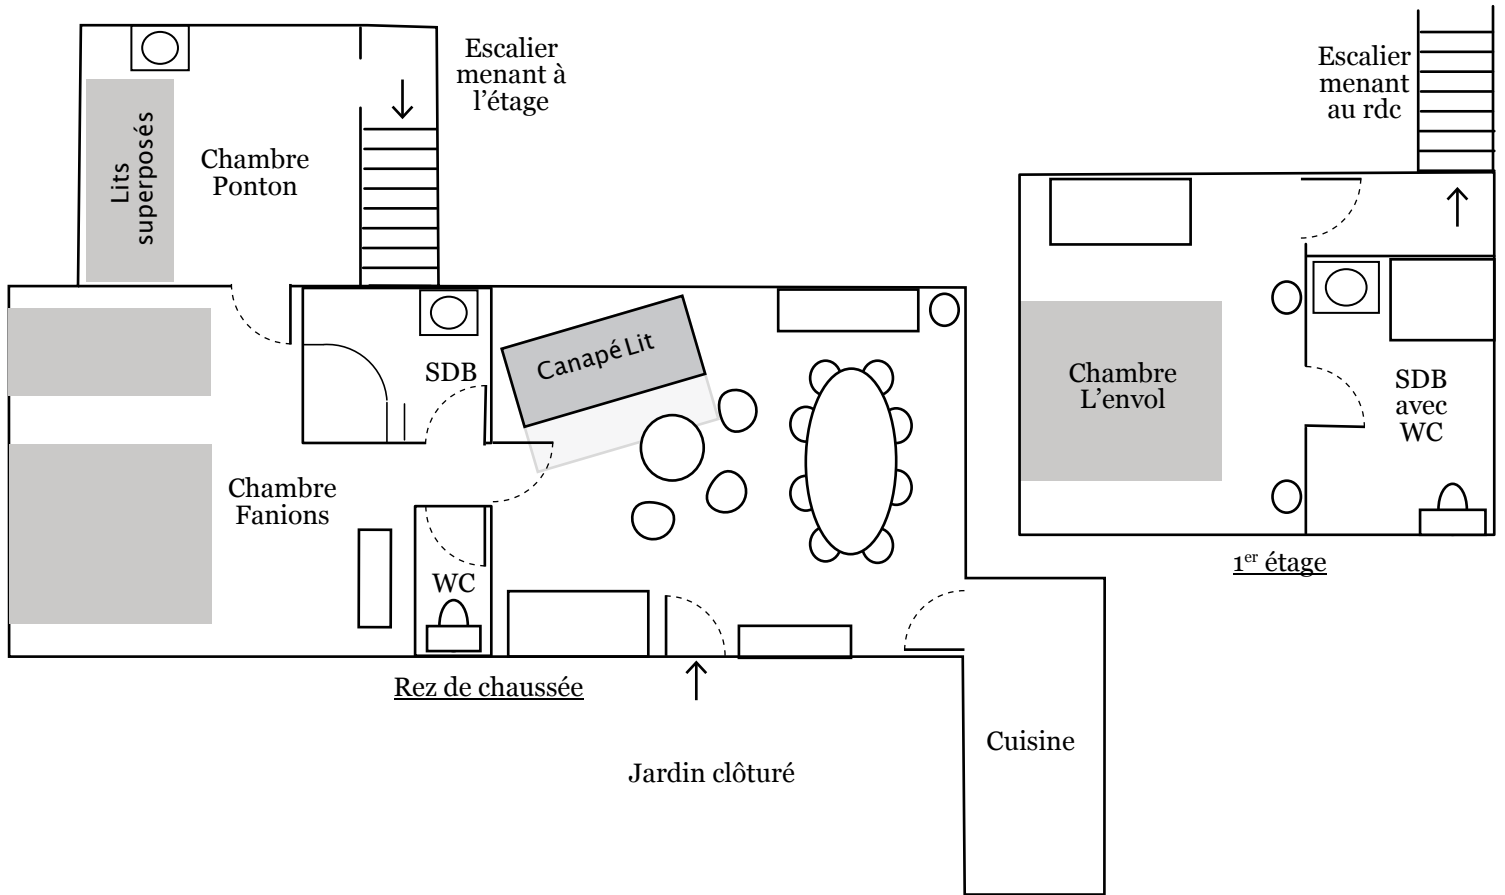 Escalier
menant à
l’étage
Lits
superposés
Chambre
Ponton
SDB
Canapé Lit
Chambre
Fanions
WC
Rez de chaussée
Jardin clôturé
Cuisine
Escalier
menant
au rdc
Chambre
L’envol
SDB
avec
WC
1er étage